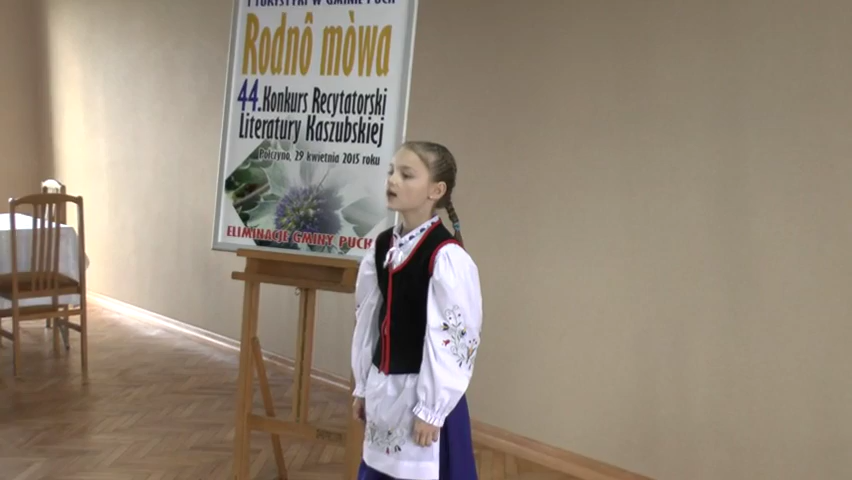 I TURYSTYKI W GMINIE PUCK
Rodnô mòwa
44. Konkurs Recytatorski
Literatury Kaszubskiej
Połczyno, 29 kwietnia 2015 roku
ELIMINACJE GMINY PUCK